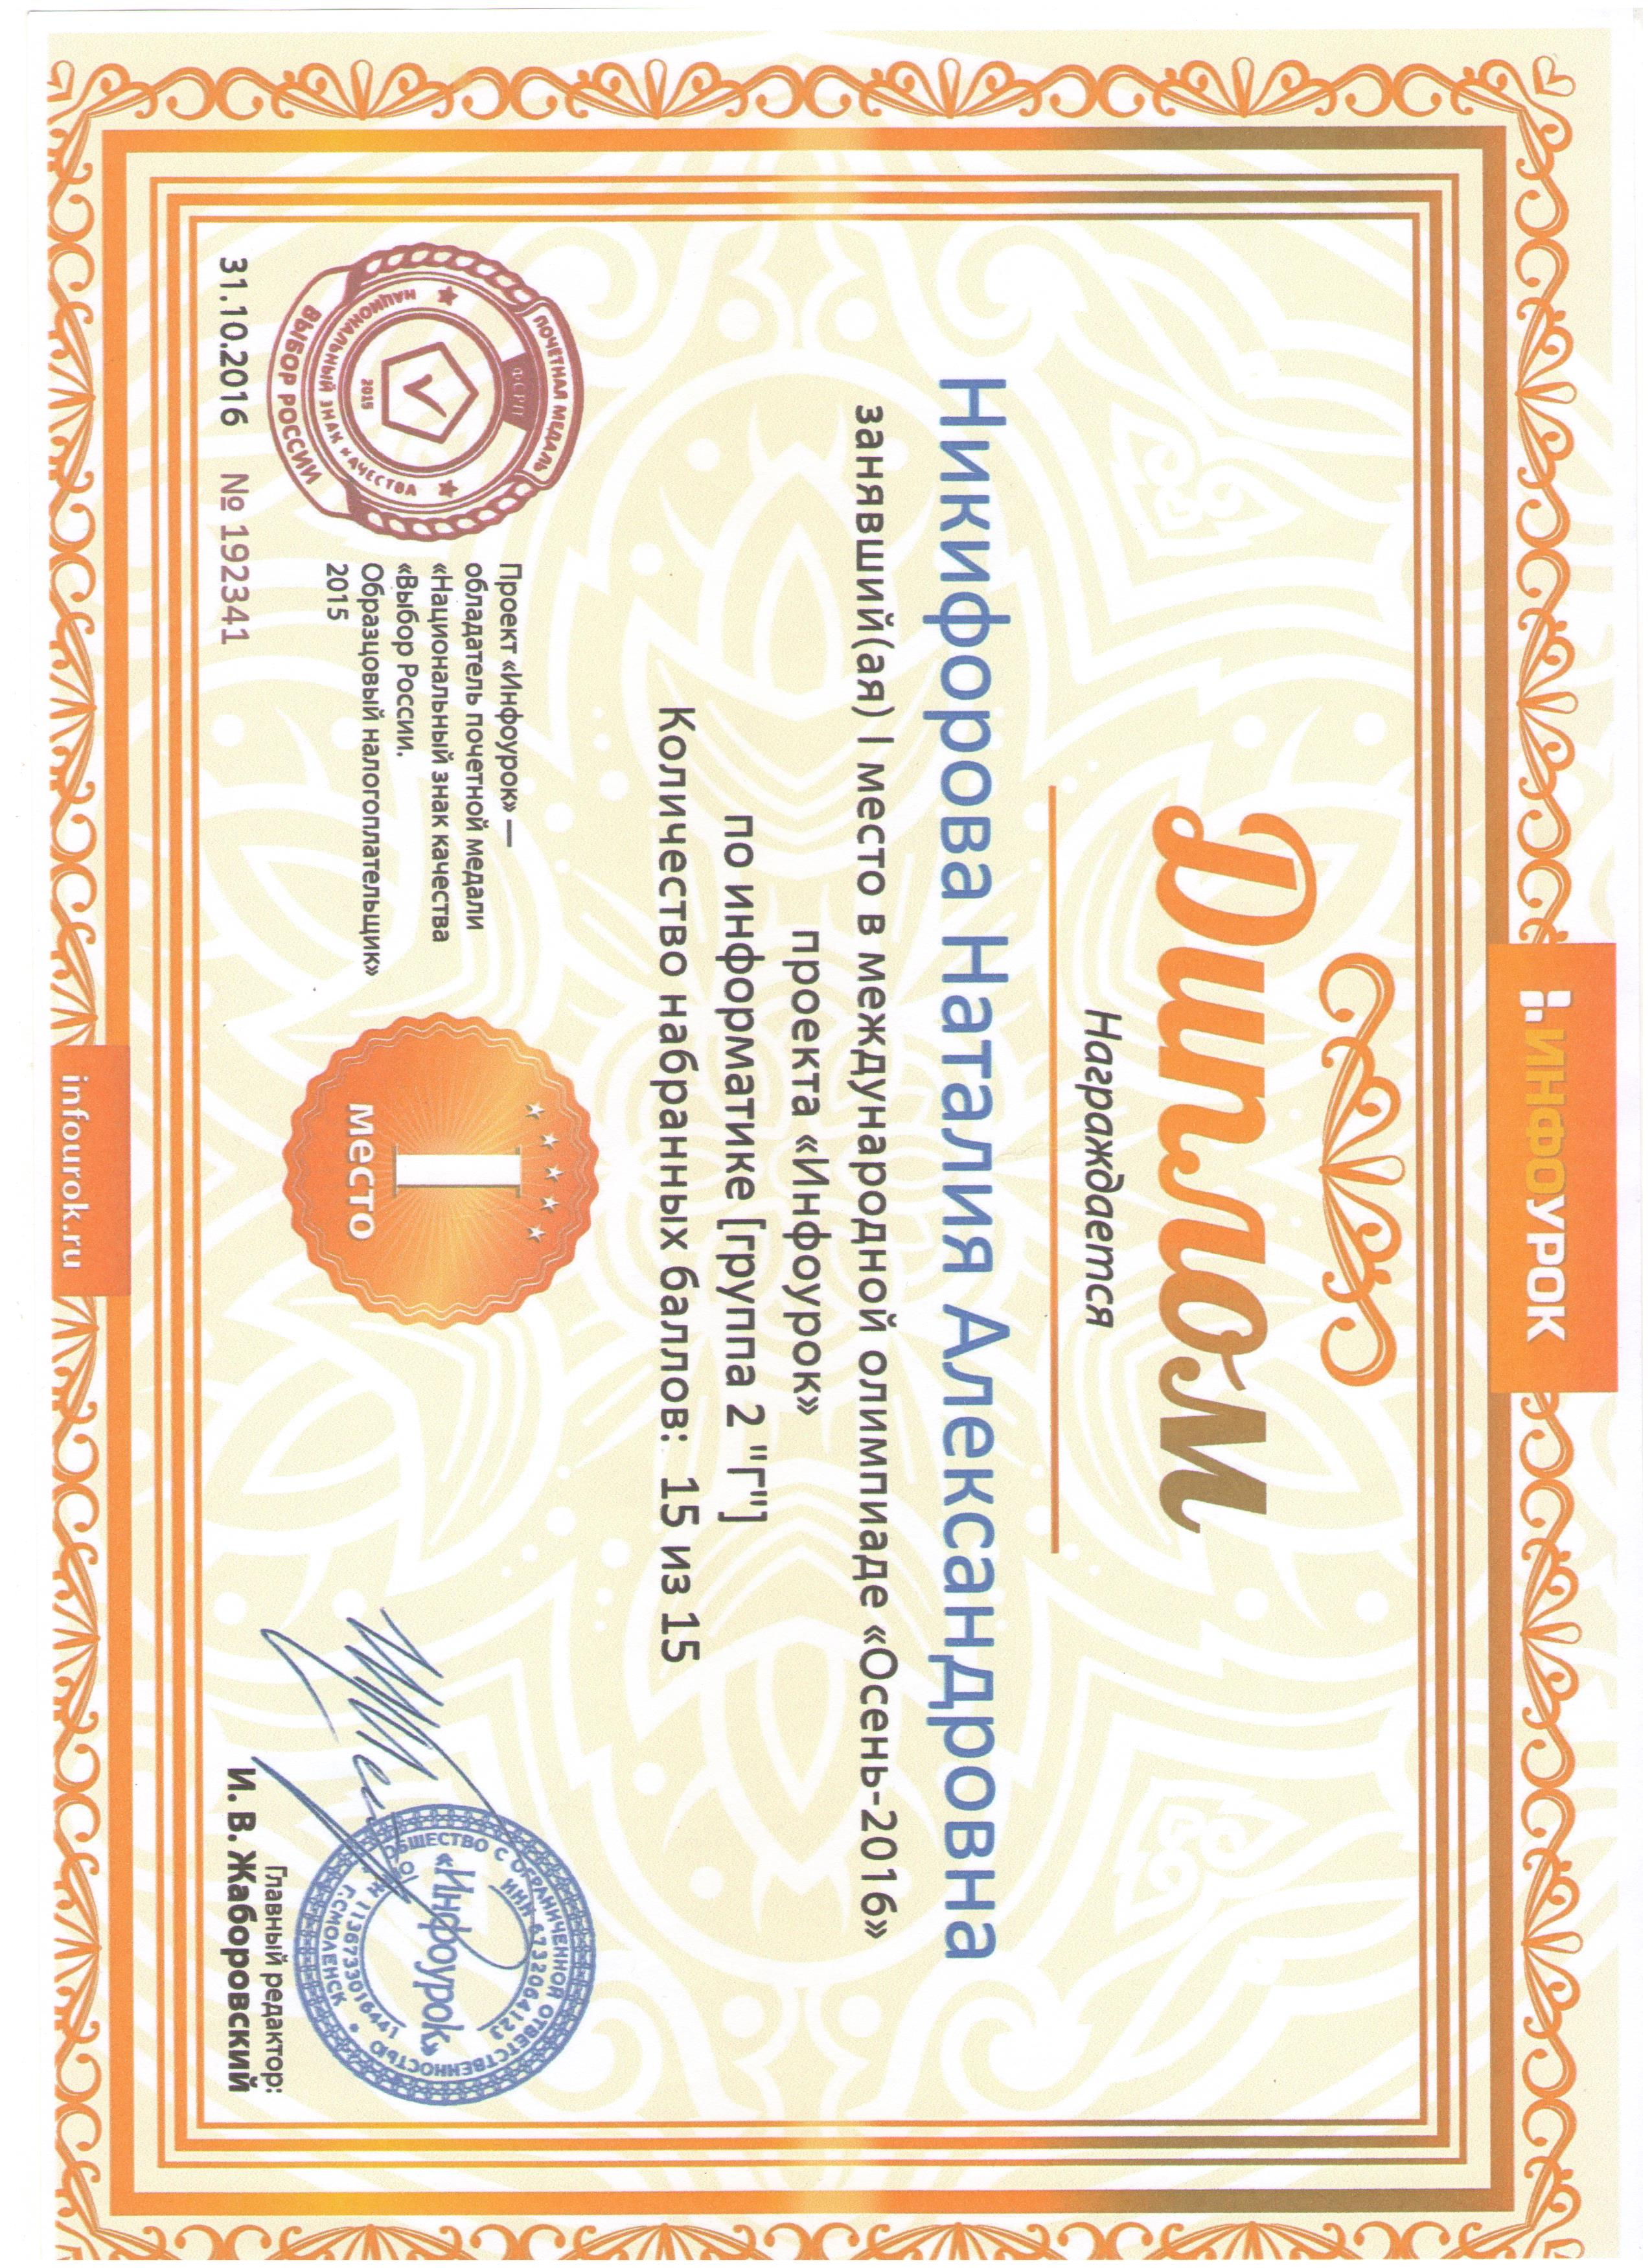 ИНФОУРОК
Диплом
Награждается
Никифорова Наталия Александровна
занявший(ая) I место в международной олимпиаде «Осень-2016»
проекта «Инфоурок»
по информатике [группа 2 "Г"]
Количество набранных баллов: 15 из 15
ПОЧЕТНАЯ МЕДАЛЬ
ФСРП
2015
НАЦИОНАЛЬНЫЙ ЗНАК КАЧЕСТВА
ВЫБОР РОССИИ
Проект «Инфоурок» —
обладатель почетной медали
«Национальный знак качества
«Выбор России.
Образцовый налогоплательщик»
2015
I
место
ОБЩЕСТВО С ОГРАНИЧЕННОЙ ОТВЕТСТВЕННОСТЬЮ
ИНН 6732064123
«Инфоурок»
ОГРН 1136733016441
Г.СМОЛЕНСК
Главный редактор:
И. В. Жаборовский
31.10.2016 № 192341
infourok.ru